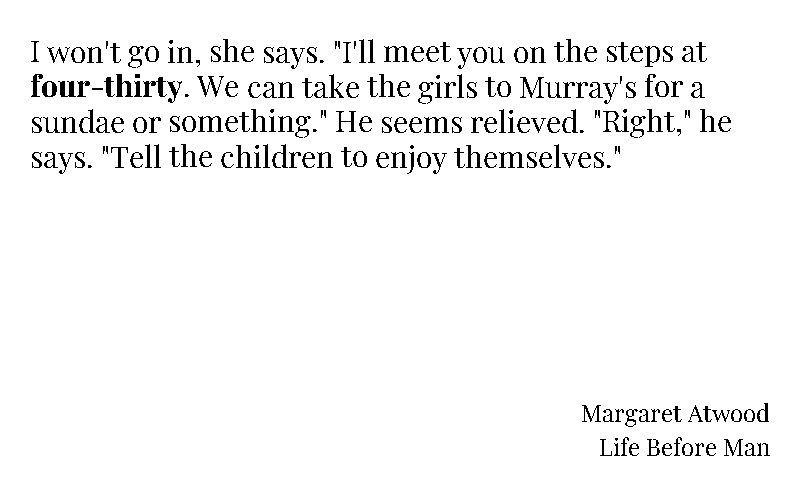 I won't go in, she says. "I'll meet you on the steps at
four-thirty. We can take the girls to Murray's for a
sundae or something." He seems relieved. "Right," he
says. "Tell the children to enjoy themselves."
Margaret Atwood
Life Before Man